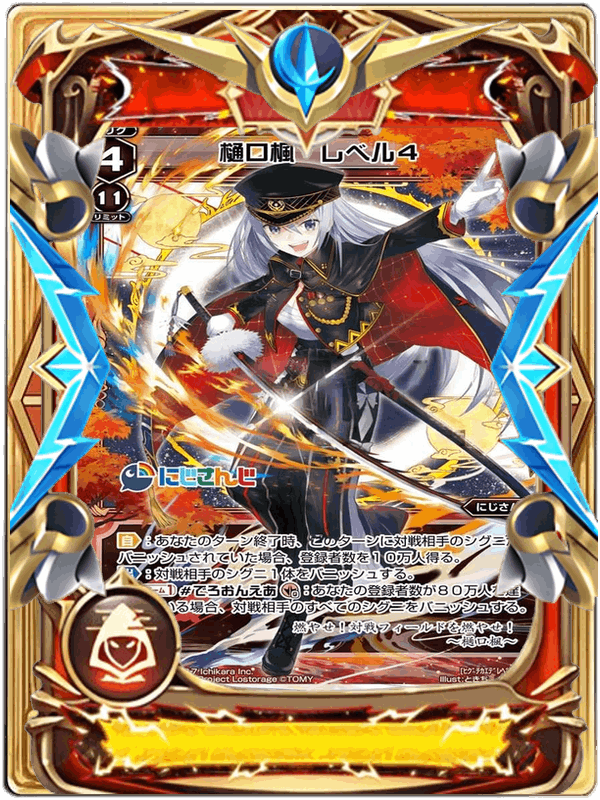 4
樋口楓 レベル4
11
リミット
にじさんじ
にじさん
自:あなたのターン終了時、このターンに対戦相手のシグニが
バニッシュされていた場合、登録者数を10万人得る。
:対戦相手のシグニ1体をバニッシュする。
#でろおんえあ :あなたの登録者数が80万人
る場合、対戦相手のすべてのシグニをバニッシュする。
燃やせ!対戦フィールドを燃やせ!
~樋口楓~
Ichikara Inc.
roject Lostorage ©TOMY
Illust: